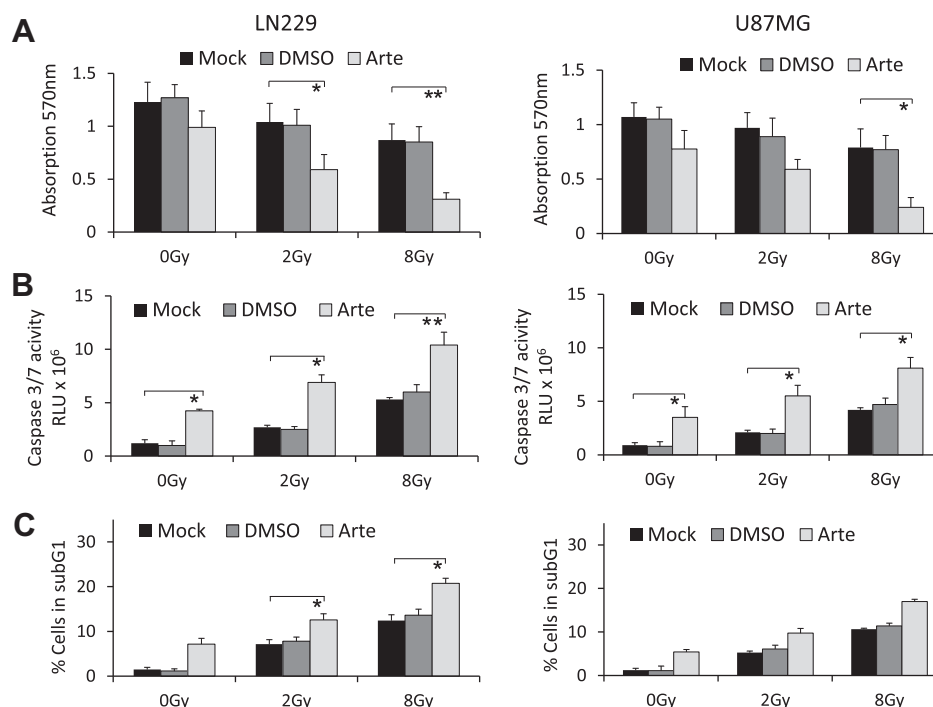 LN229
U87MG
A
Mock DMSO Arte
Absorption 570nm
1.5
1
0.5
0
* **
0Gy 2Gy 8Gy
Mock DMSO Arte
Absorption 570nm
1.5
1
0.5
0
*
0Gy 2Gy 8Gy
B
Mock DMSO Arte
Caspase 3/7 acivity
RLU x 10⁶
15
10
5
0
* * **
0Gy 2Gy 8Gy
Mock DMSO Arte
Caspase 3/7 acivity
RLU x 10⁶
15
10
5
0
* * *
0Gy 2Gy 8Gy
C
Mock DMSO Arte
% Cells in subG1
30
20
10
0
* *
0Gy 2Gy 8Gy
Mock DMSO Arte
% Cells in subG1
30
20
10
0
0Gy 2Gy 8Gy